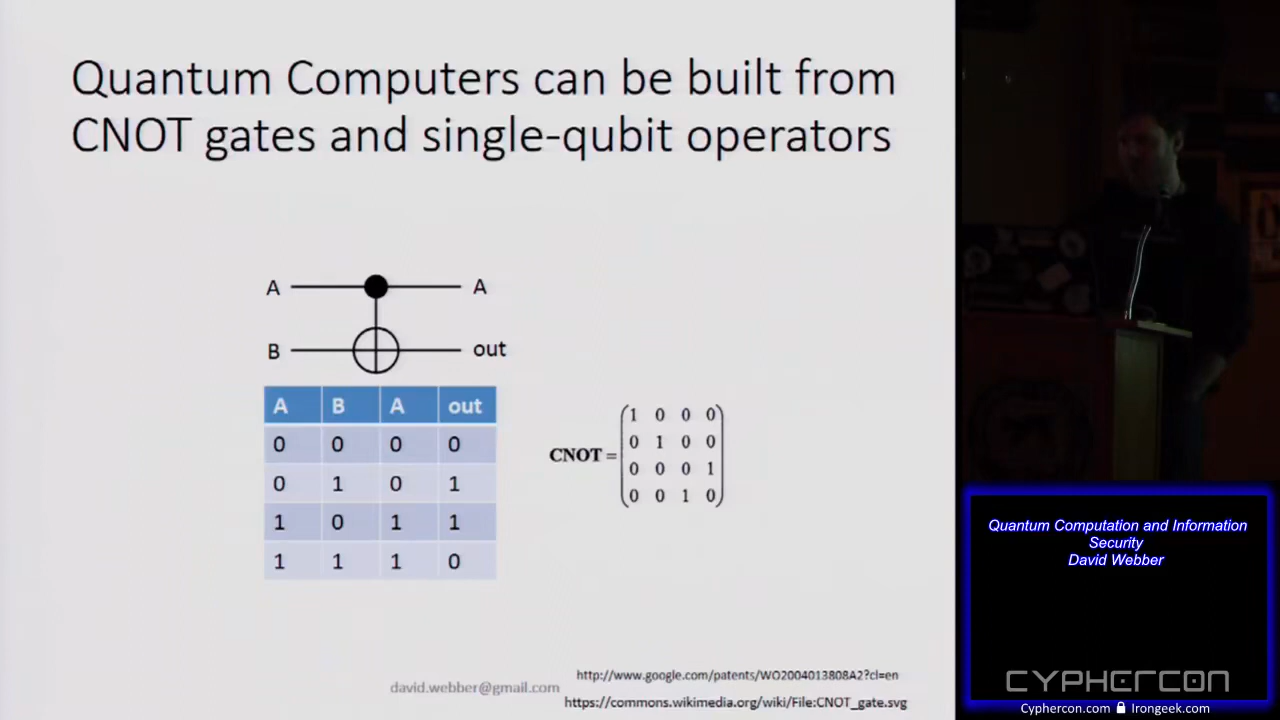 Quantum Computers can be built from
CNOT gates and single-qubit operators
A A
B out
A B A out
0 0 0 0
0 1 0 1
1 0 1 1
1 1 1 0
CNOT =
1 0 0 0
0 1 0 0
0 0 0 1
0 0 1 0
david.webber@gmail.com
http://www.google.com/patents/WO2004013808A2?cl=en
https://commons.wikimedia.org/wiki/File:CNOT_gate.svg
Quantum Computation and Information
Security
David Webber
CYPHERCON
Cyphercon.com Irongeek.com